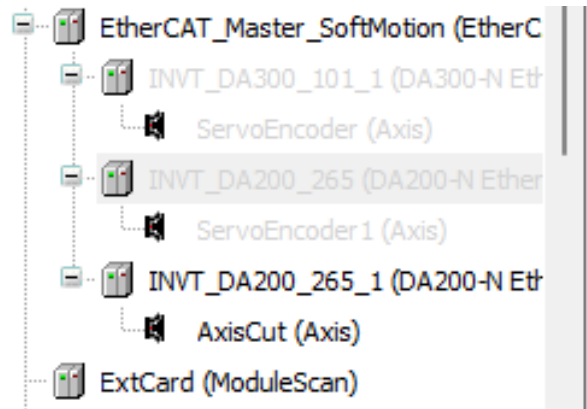 EtherCAT_Master_SoftMotion (EtherC
INVT_DA300_101_1 (DA300-N Eth
ServoEncoder (Axis)
INVT_DA200_265 (DA200-N Ether
ServoEncoder1 (Axis)
INVT_DA200_265_1 (DA200-N Eth
AxisCut (Axis)
ExtCard (ModuleScan)